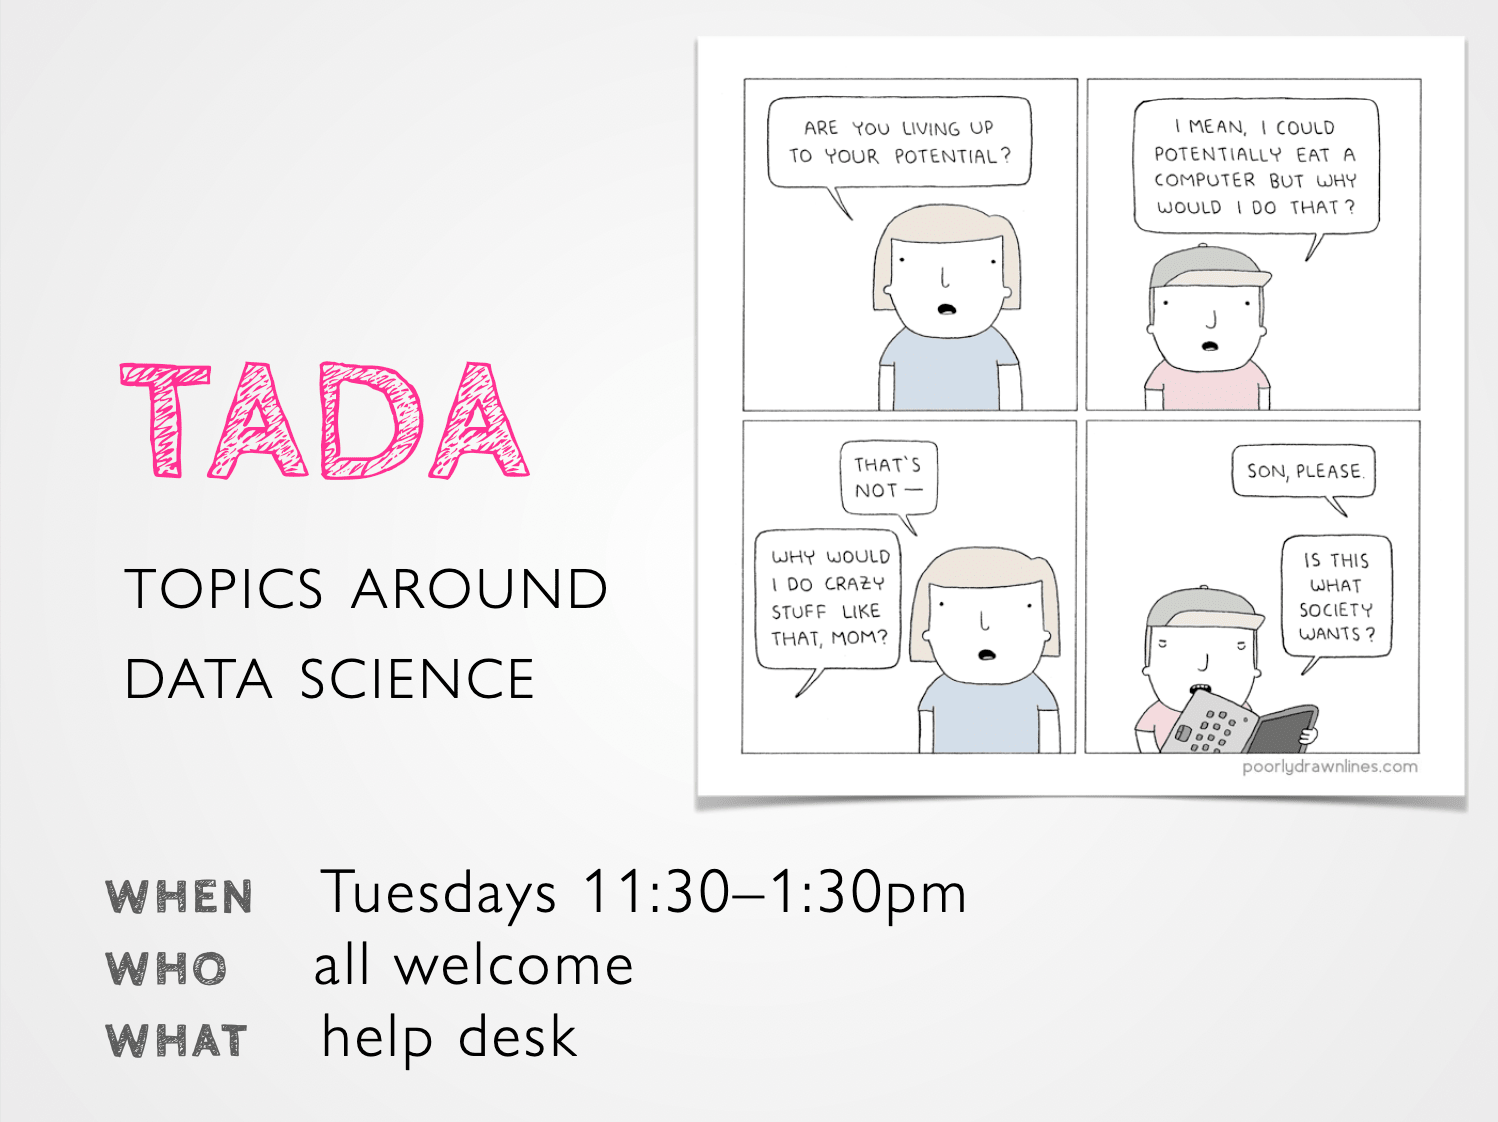 TADA
TOPICS AROUND
DATA SCIENCE
ARE YOU LIVING UP
TO YOUR POTENTIAL?
I MEAN, I COULD
POTENTIALLY EAT A
COMPUTER BUT WHY
WOULD I DO THAT?
THAT'S
NOT —
WHY WOULD
I DO CRAZY
STUFF LIKE
THAT, MOM?
SON, PLEASE.
IS THIS
WHAT
SOCIETY
WANTS?
poorlydrawnlines.com
WHEN Tuesdays 11:30–1:30pm
WHO all welcome
WHAT help desk